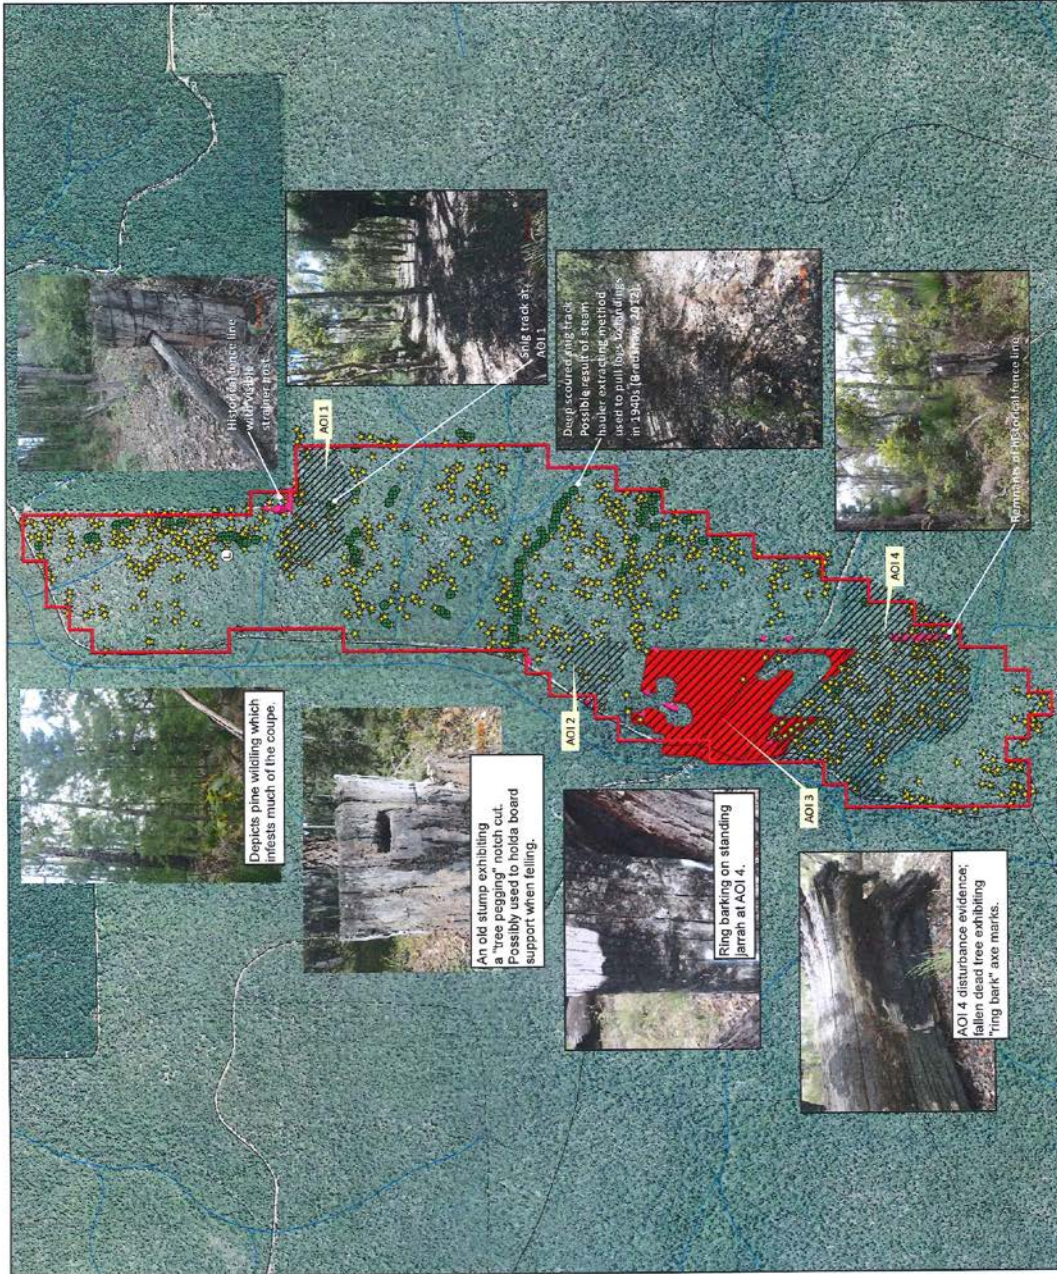 Historical fence line
with visible
strainer post.
AOI 1
Snig track at
AOI 1
Deep scoured snig track
Possible result of steam
hauler extracting method
used to pull logs to landings
in 1940s (Bradshaw, 2012).
L
AOI 4
Remnants of historical fence line
Depicts pine wildling which
infests much of the coupe.
An old stump exhibiting
a "tree pegging" notch cut.
Possibly used to holda board
support when felling.
AOI 2
Ring barking on standing
jarrah at AOI 4.
AOI 3
AOI 4 disturbance evidence;
fallen dead tree exhibiting
"ring bark" axe marks.